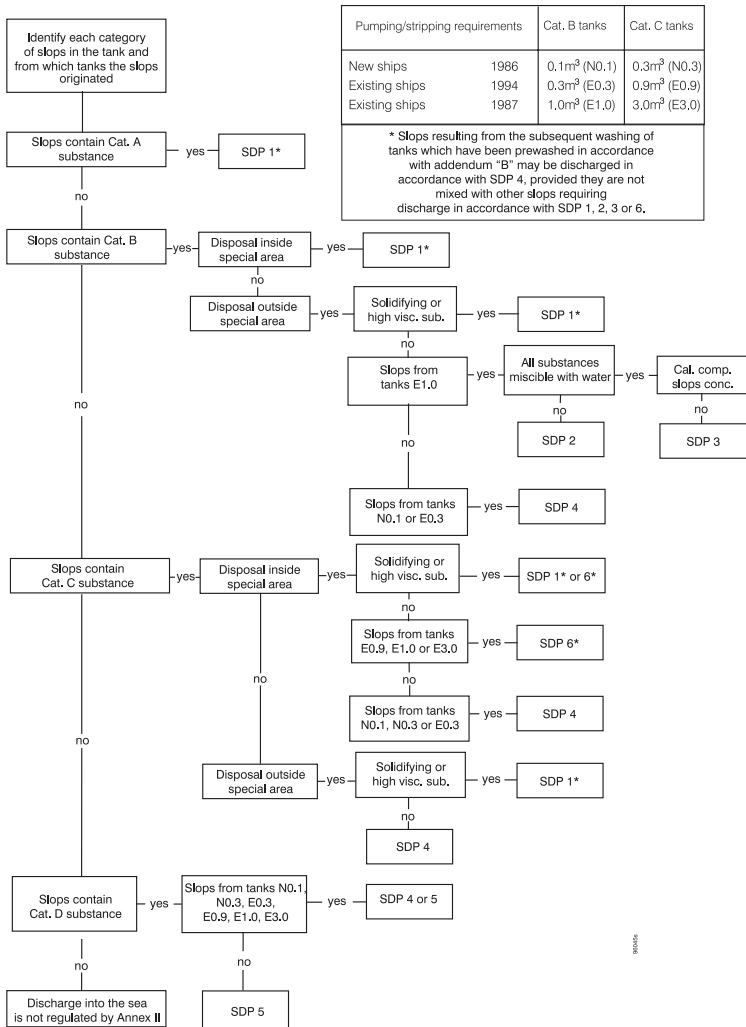 Identify each category
of slops in the tank and
from which tanks the slops
originated
Pumping/stripping requirements Cat. B tanks Cat. C tanks
New ships 1986 0.1m³ (N0.1) 0.3m³ (N0.3)
Existing ships 1994 0.3m³ (E0.3) 0.9m³ (E0.9)
Existing ships 1987 1.0m³ (E1.0) 3.0m³ (E3.0)
* Slops resulting from the subsequent washing of
tanks which have been prewashed in accordance
with addendum “B” may be discharged in
accordance with SDP 4, provided they are not
mixed with other slops requiring
discharge in accordance with SDP 1, 2, 3 or 6.
Slops contain Cat. A
substance
yes
SDP 1*
no
Slops contain Cat. B
substance
yes
Disposal inside
special area
yes
SDP 1*
no
Disposal outside
special area
yes
Solidifying or
high visc. sub.
yes
SDP 1*
no
Slops from
tanks E1.0
yes
All substances
miscible with water
yes
Cal. comp.
slops conc.
no
no
SDP 2
SDP 3
no
no
Slops from tanks
N0.1 or E0.3
yes
SDP 4
Slops contain
Cat. C substance
yes
Disposal inside
special area
yes
Solidifying or
high visc. sub.
yes
SDP 1* or 6*
no
Slops from tanks
E0.9, E1.0 or E3.0
yes
SDP 6*
no
no
Slops from tanks
N0.1, N0.3 or E0.3
yes
SDP 4
no
Disposal outside
special area
yes
Solidifying or
high visc. sub.
yes
SDP 1*
no
SDP 4
Slops contain
Cat. D substance
yes
Slops from tanks N0.1,
N0.3, E0.3,
E0.9, E1.0, E3.0
yes
SDP 4 or 5
no
no
Discharge into the sea
is not regulated by Annex II
SDP 5